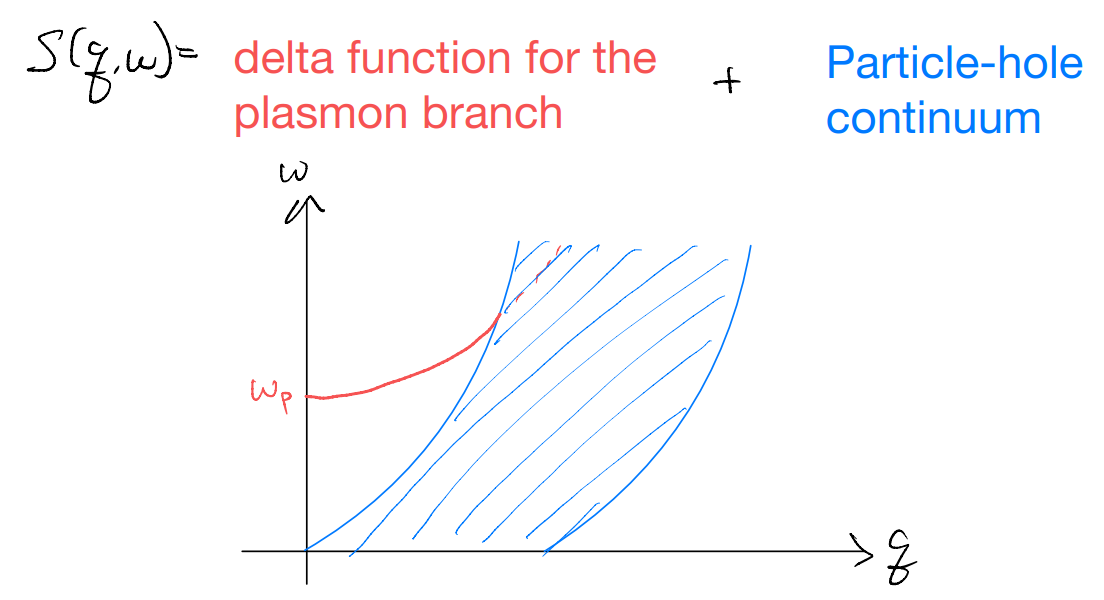 S(q,ω)= delta function for the plasmon branch + Particle-hole continuum
ω
ωp
q